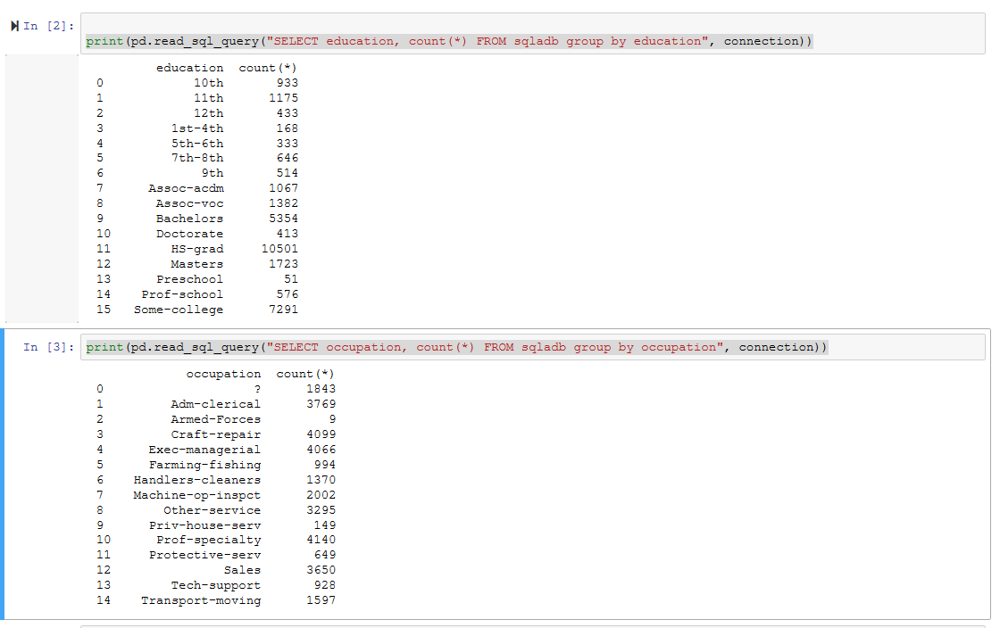 In [2]:
print(pd.read_sql_query("SELECT education, count(*) FROM sqladb group by education", connection))
education count(*)
0 10th 933
1 11th 1175
2 12th 433
3 1st-4th 168
4 5th-6th 333
5 7th-8th 646
6 9th 514
7 Assoc-acdm 1067
8 Assoc-voc 1382
9 Bachelors 5354
10 Doctorate 413
11 HS-grad 10501
12 Masters 1723
13 Preschool 51
14 Prof-school 576
15 Some-college 7291
In [3]: print(pd.read_sql_query("SELECT occupation, count(*) FROM sqladb group by occupation", connection))
occupation count(*)
0 ? 1843
1 Adm-clerical 3769
2 Armed-Forces 9
3 Craft-repair 4099
4 Exec-managerial 4066
5 Farming-fishing 994
6 Handlers-cleaners 1370
7 Machine-op-inspct 2002
8 Other-service 3295
9 Priv-house-serv 149
10 Prof-specialty 4140
11 Protective-serv 649
12 Sales 3650
13 Tech-support 928
14 Transport-moving 1597